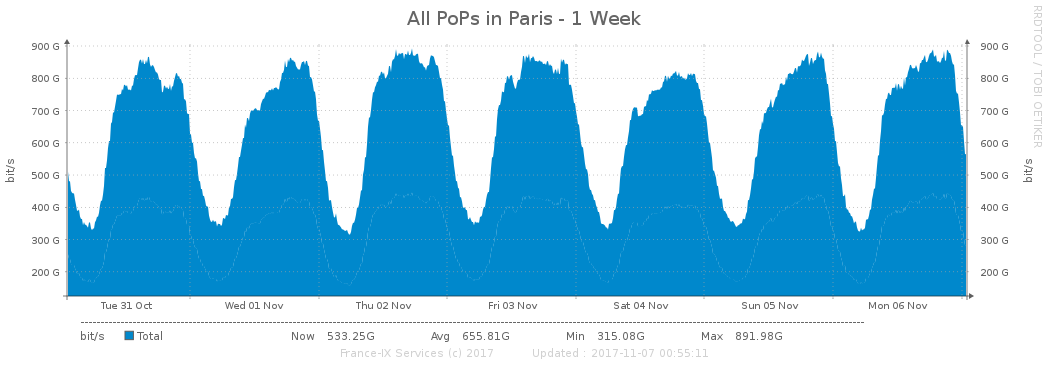 All PoPs in Paris - 1 Week
RRDTOOL / TOBI OETIKER
bit/s
bit/s
900 G 900 G
800 G 800 G
700 G 700 G
600 G 600 G
500 G 500 G
400 G 400 G
300 G 300 G
200 G 200 G
Tue 31 Oct Wed 01 Nov Thu 02 Nov Fri 03 Nov Sat 04 Nov Sun 05 Nov Mon 06 Nov
bit/s Total Now 533.25G Avg 655.81G Min 315.08G Max 891.98G
France-IX Services (c) 2017 Updated : 2017-11-07 00:55:11